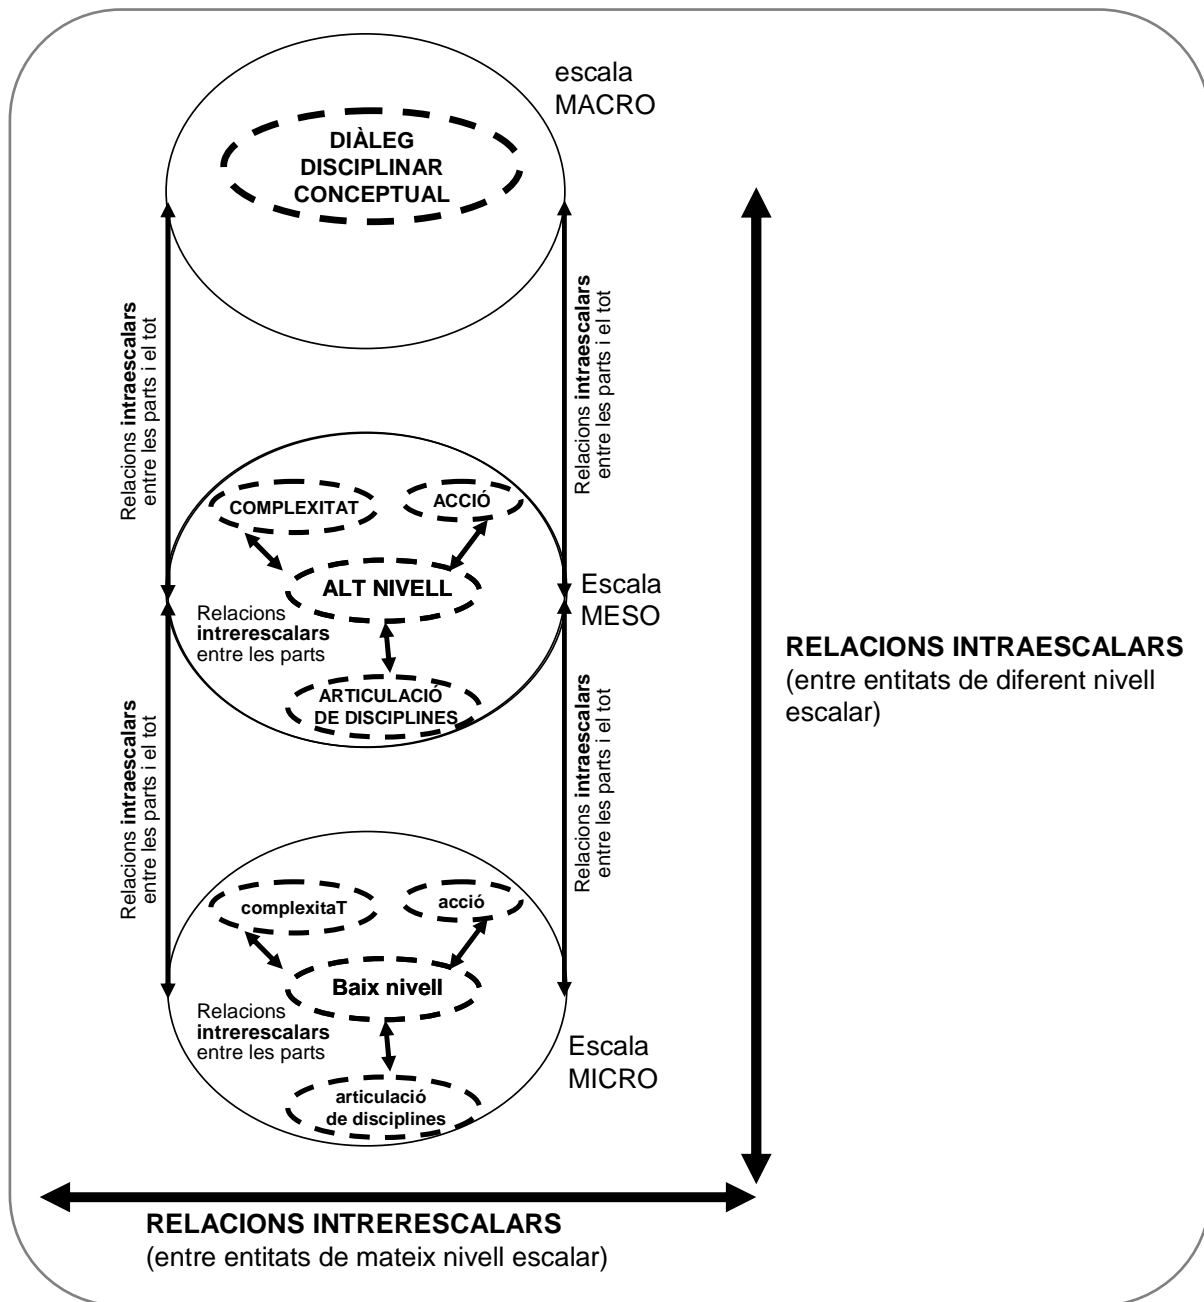 escala
MACRO
DIÀLEG
DISCIPLINAR
CONCEPTUAL
Relacions intraescalars
entre les parts i el tot
Relacions intraescalars
entre les parts i el tot
COMPLEXITAT
ACCIÓ
ALT NIVELL
Escala
MESO
Relacions
intrerescalars
entre les parts
ARTICULACIÓ
DE DISCIPLINES
RELACIONS INTRAESCALARS
(entre entitats de diferent nivell
escalar)
Relacions intraescalars
entre les parts i el tot
Relacions intraescalars
entre les parts i el tot
complexitaT
acció
Baix nivell
Relacions
intrerescalars
entre les parts
Escala
MICRO
articulació
de disciplines
RELACIONS INTRERESCALARS
(entre entitats de mateix nivell escalar)